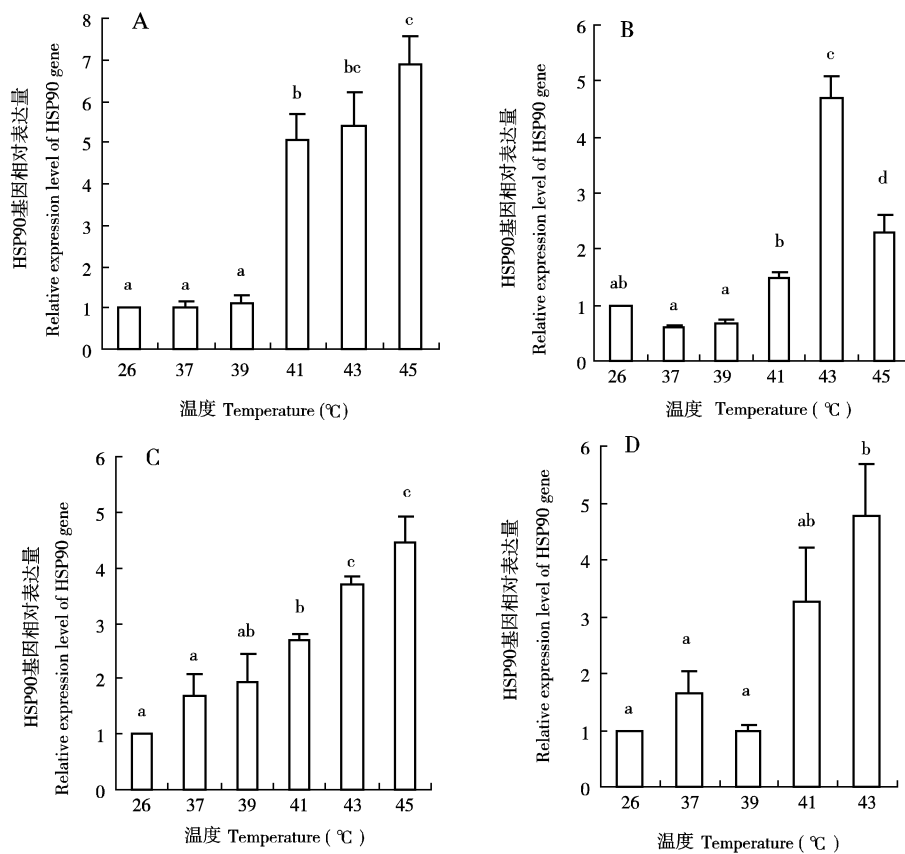 A
HSP90基因相对表达量
Relative expression level of HSP90 gene
8
7
6
5
4
3
2
1
0
a
a
a
b
bc
c
26 37 39 41 43 45
温度 Temperature (℃)
B
HSP90基因相对表达量
Relative expression level of HSP90 gene
6
5
4
3
2
1
0
ab
a
a
b
c
d
26 37 39 41 43 45
温度 Temperature ( ℃)
C
HSP90基因相对表达量
Relative expression level of HSP90 gene
6
5
4
3
2
1
0
a
a
ab
b
c
c
26 37 39 41 43 45
温度 Temperature (℃)
D
HSP90基因相对表达量
Relative expression level of HSP90 gene
6
5
4
3
2
1
0
a
a
a
ab
b
26 37 39 41 43
温度 Temperature ( ℃)